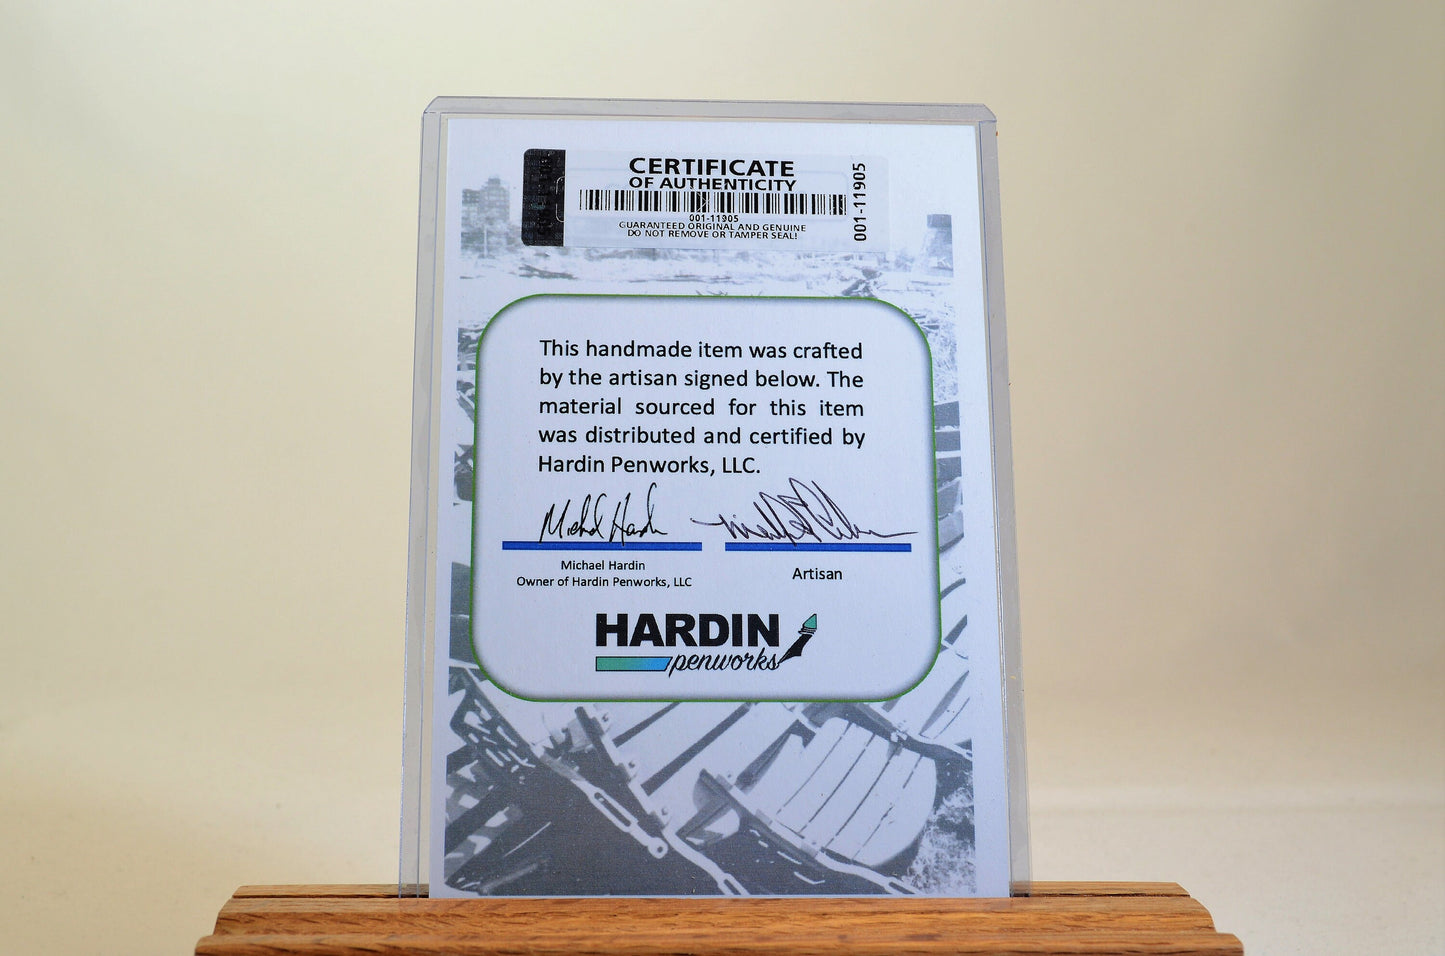 CERTIFICATE
OF AUTHENTICITY
001-11905
GUARANTEED ORIGINAL AND GENUINE
DO NOT REMOVE OR TAMPER SEAL!
001-11905
This handmade item was crafted
by the artisan signed below. The
material sourced for this item
was distributed and certified by
Hardin Penworks, LLC.
Michael Hardin
Owner of Hardin Penworks, LLC
Artisan
HARDIN
penworks